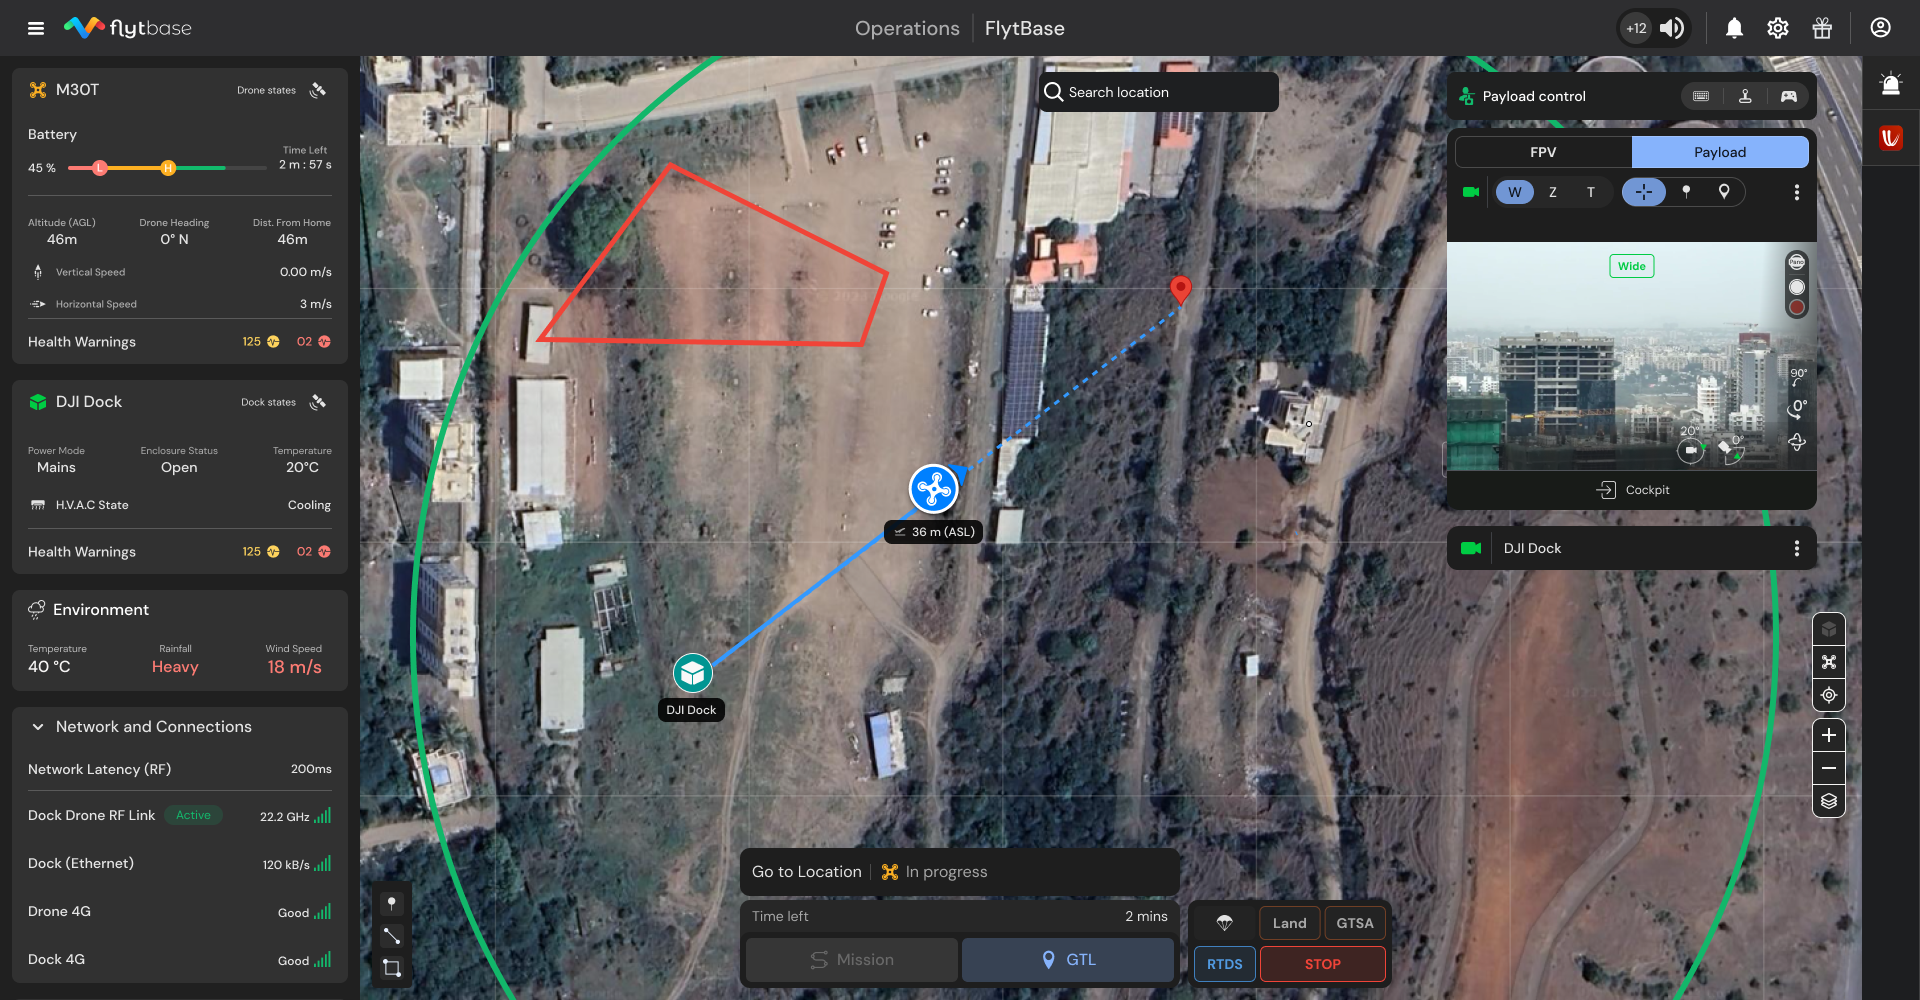 flytbase
Operations
FlytBase
+12
M30T
Drone states
Battery
45 %
L
H
Time Left
2 m : 57 s
Altitude (AGL)
Drone Heading
Dist. From Home
46m
0° N
46m
Vertical Speed
0.00 m/s
Horizontal Speed
3 m/s
Health Warnings
125
02
DJI Dock
Dock states
Power Mode
Enclosure Status
Temperature
Mains
Open
20°C
H.V.A.C State
Cooling
Health Warnings
125
02
Environment
Temperature
Rainfall
Wind Speed
40 °C
Heavy
18 m/s
Network and Connections
Network Latency (RF)
200ms
Dock Drone RF Link
Active
22.2 GHz
Dock (Ethernet)
120 kB/s
Drone 4G
Good
Dock 4G
Good
Search location
36 m (ASL)
DJI Dock
Go to Location
In progress
Time left
2 mins
Mission
GTL
Land
GTSA
RTDS
STOP
Payload control
FPV
Payload
W
Z
T
Wide
Pano
90°
0°
20°
0°
Cockpit
DJI Dock